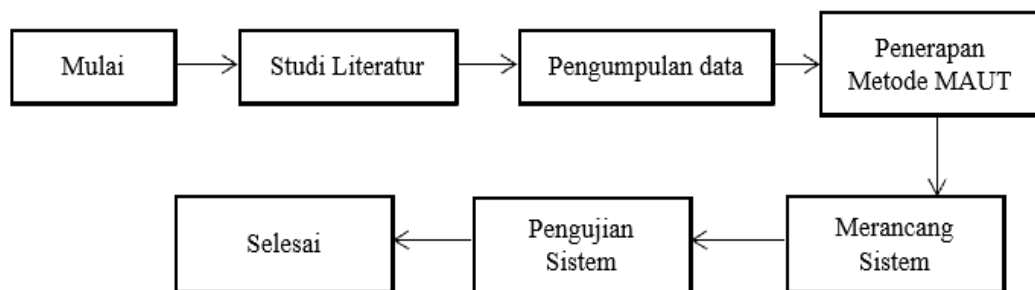 Mulai
Studi Literatur
Pengumpulan data
Penerapan
Metode MAUT
Merancang
Sistem
Pengujian
Sistem
Selesai